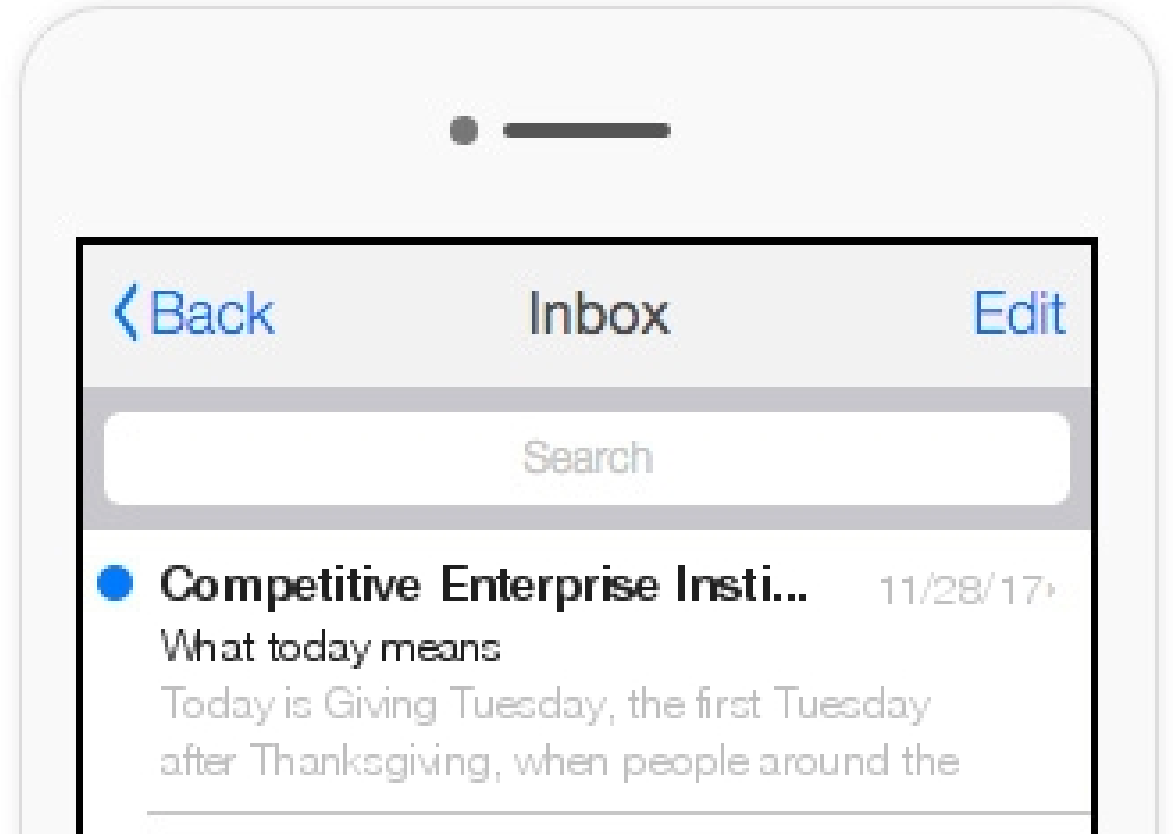 Back Inbox Edit
Search
Competitive Enterprise Insti... 11/28/17
What today means
Today is Giving Tuesday, the first Tuesday
after Thanksgiving, when people around the